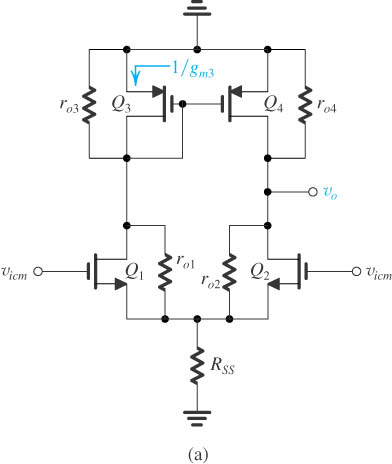 1/g_{m3}
r_{o3} Q_3 Q_4 r_{o4}
v_o
v_{icm} Q_1 r_{o1} r_{o2} Q_2 v_{icm}
R_{SS}
(a)